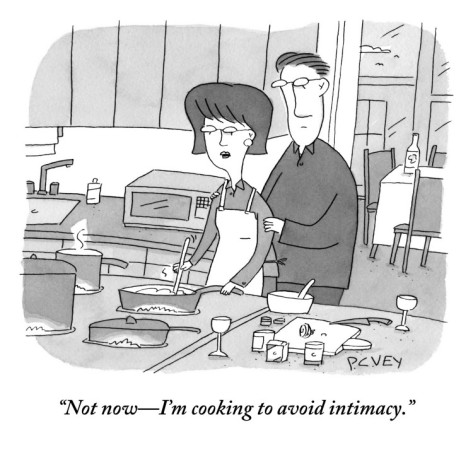 P.C.VEY
“Not now—I’m cooking to avoid intimacy.”